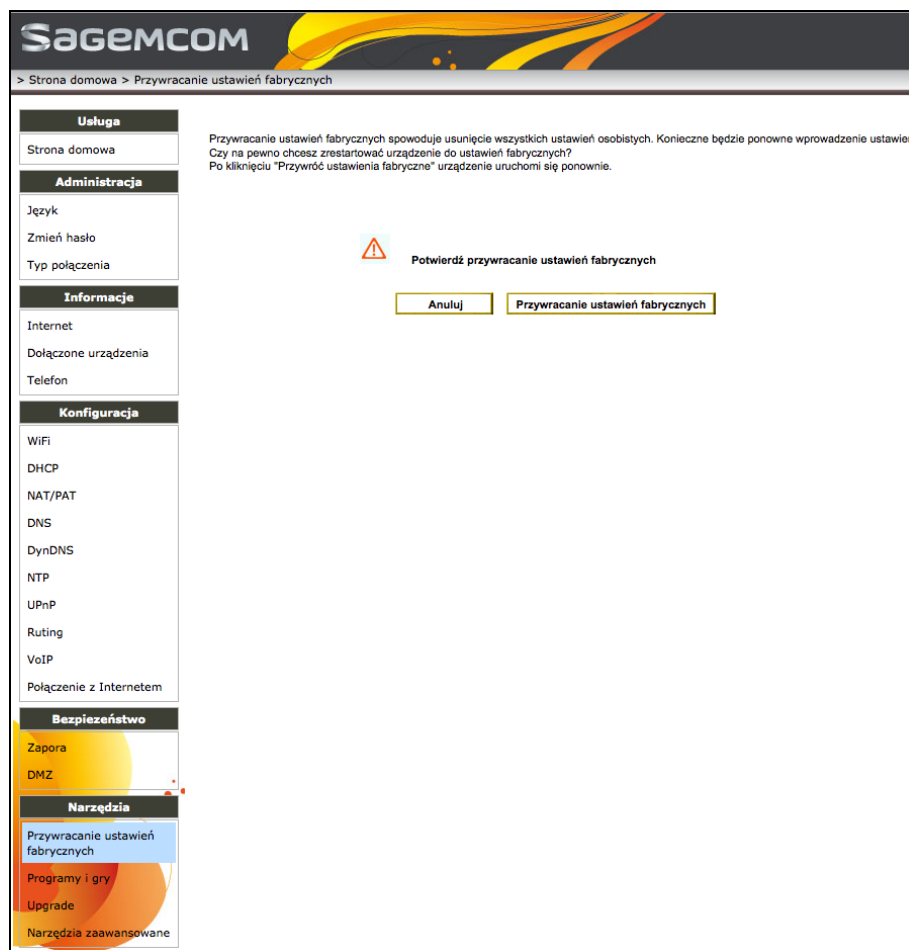 SAGEMCOM
> Strona domowa > Przywracanie ustawień fabrycznych
Usługa
Strona domowa
Administracja
Język
Zmień hasło
Typ połączenia
Informacje
Internet
Dołączone urządzenia
Telefon
Konfiguracja
WiFi
DHCP
NAT/PAT
DNS
DynDNS
NTP
UPnP
Ruting
VoIP
Połączenie z Internetem
Bezpiezeństwo
Zapora
DMZ
Narzędzia
Przywracanie ustawień
fabrycznych
Programy i gry
Upgrade
Narzędzia zaawansowane
Przywracanie ustawień fabrycznych spowoduje usunięcie wszystkich ustawień osobistych. Konieczne będzie ponowne wprowadzenie ustawier
Czy na pewno chcesz zrestartować urządzenie do ustawień fabrycznych?
Po kliknięciu "Przywróć ustawienia fabryczne" urządzenie uruchomi się ponownie.
Potwierdź przywracanie ustawień fabrycznych
Anuluj
Przywracanie ustawień fabrycznych